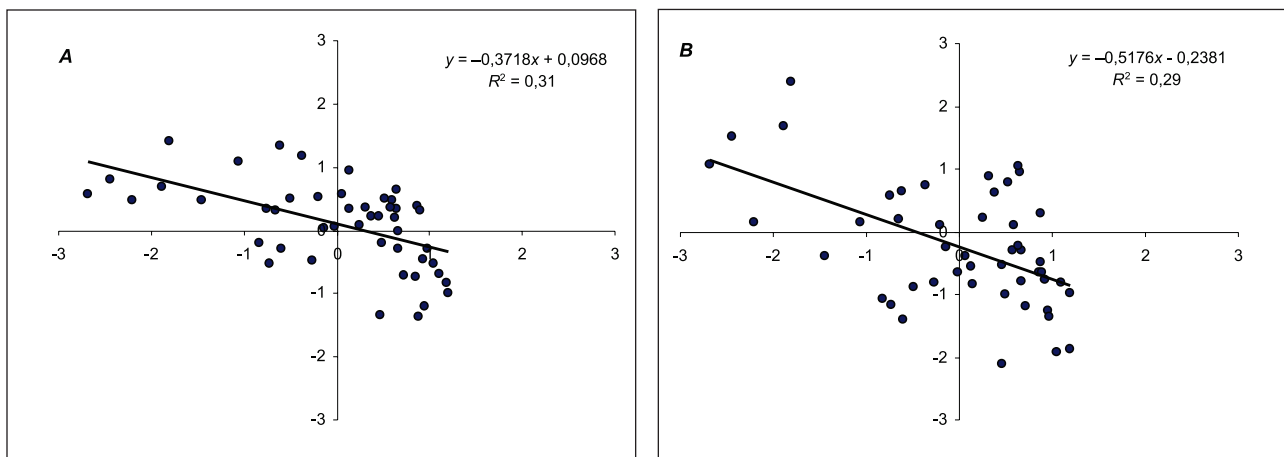 A
y = –0,3718x + 0,0968
R² = 0,31
3
2
1
0
-3 -2 -1 0 1 2 3
-1
-2
-3
B
y = –0,5176x - 0,2381
R² = 0,29
3
2
1
0
-3 -2 -1 0 1 2 3
-1
-2
-3